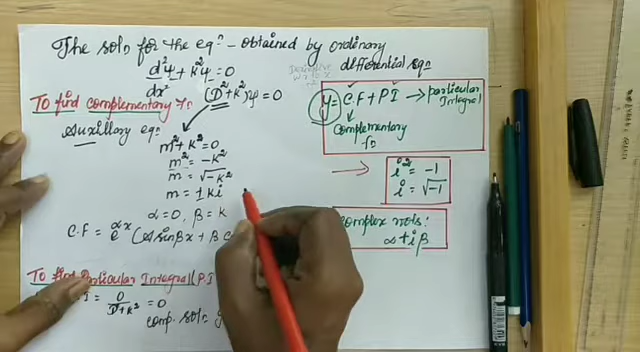 The soln for the eqn - obtained by ordinary
differential eqn
d²ψ/dx² + k²ψ = 0
(D² + k²)ψ = 0
To find complementary fn:
Auxillary eqn:
m² + k² = 0
m² = -k²
m = √-k²
m = ± ki
α = 0, β = k
C.F = e^αx (A sin βx + B c
To find Particular Integral (P.I
I = 0/D²+k² = 0
comp. soln
y = C.F + P I → particular Integral
↓
complementary
fn
→ i² = -1
i = √-1
complex roots:
α ± iβ